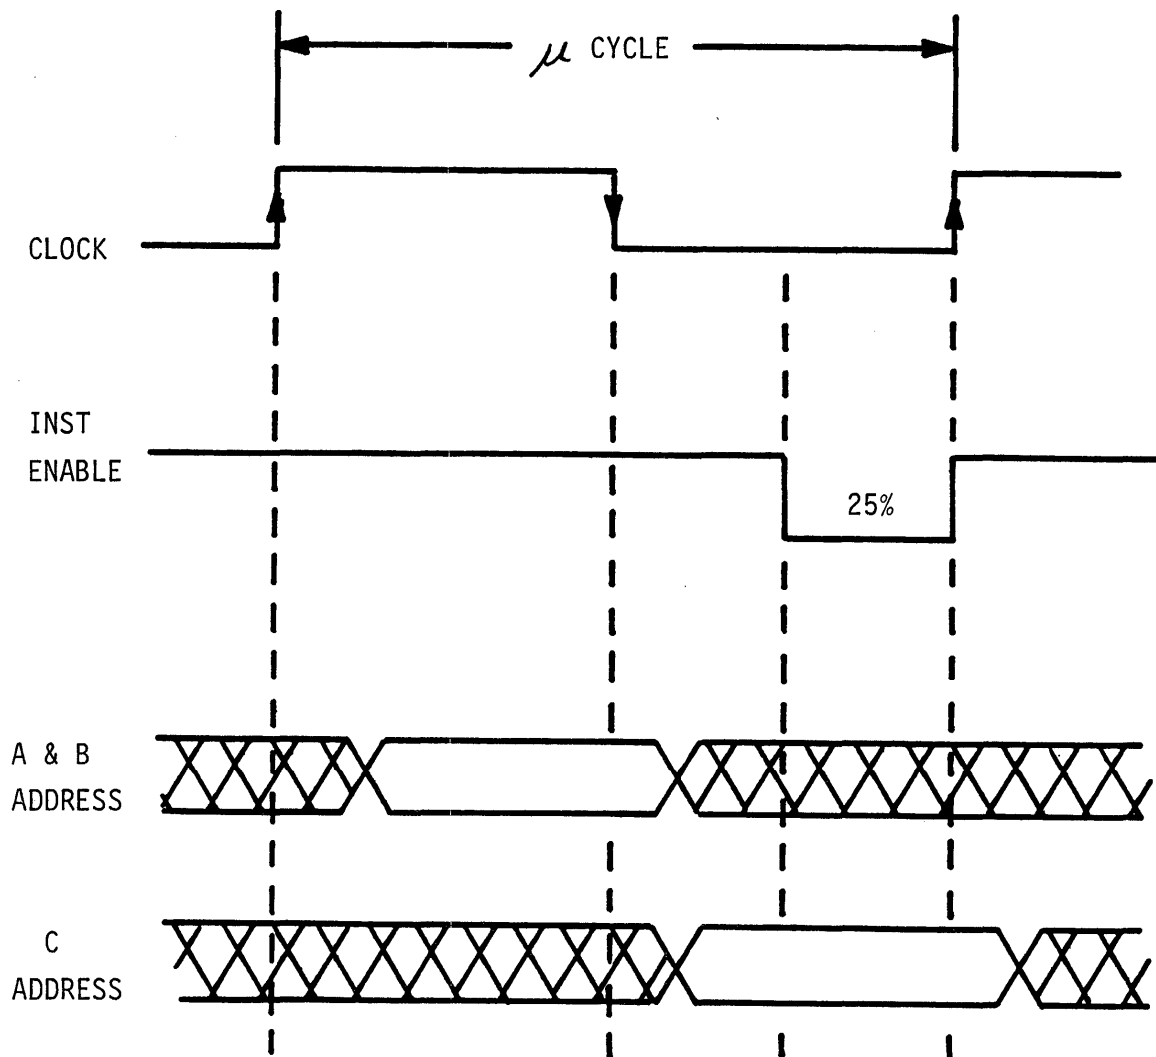 μ CYCLE
CLOCK
INST
ENABLE
25%
A & B
ADDRESS
C
ADDRESS